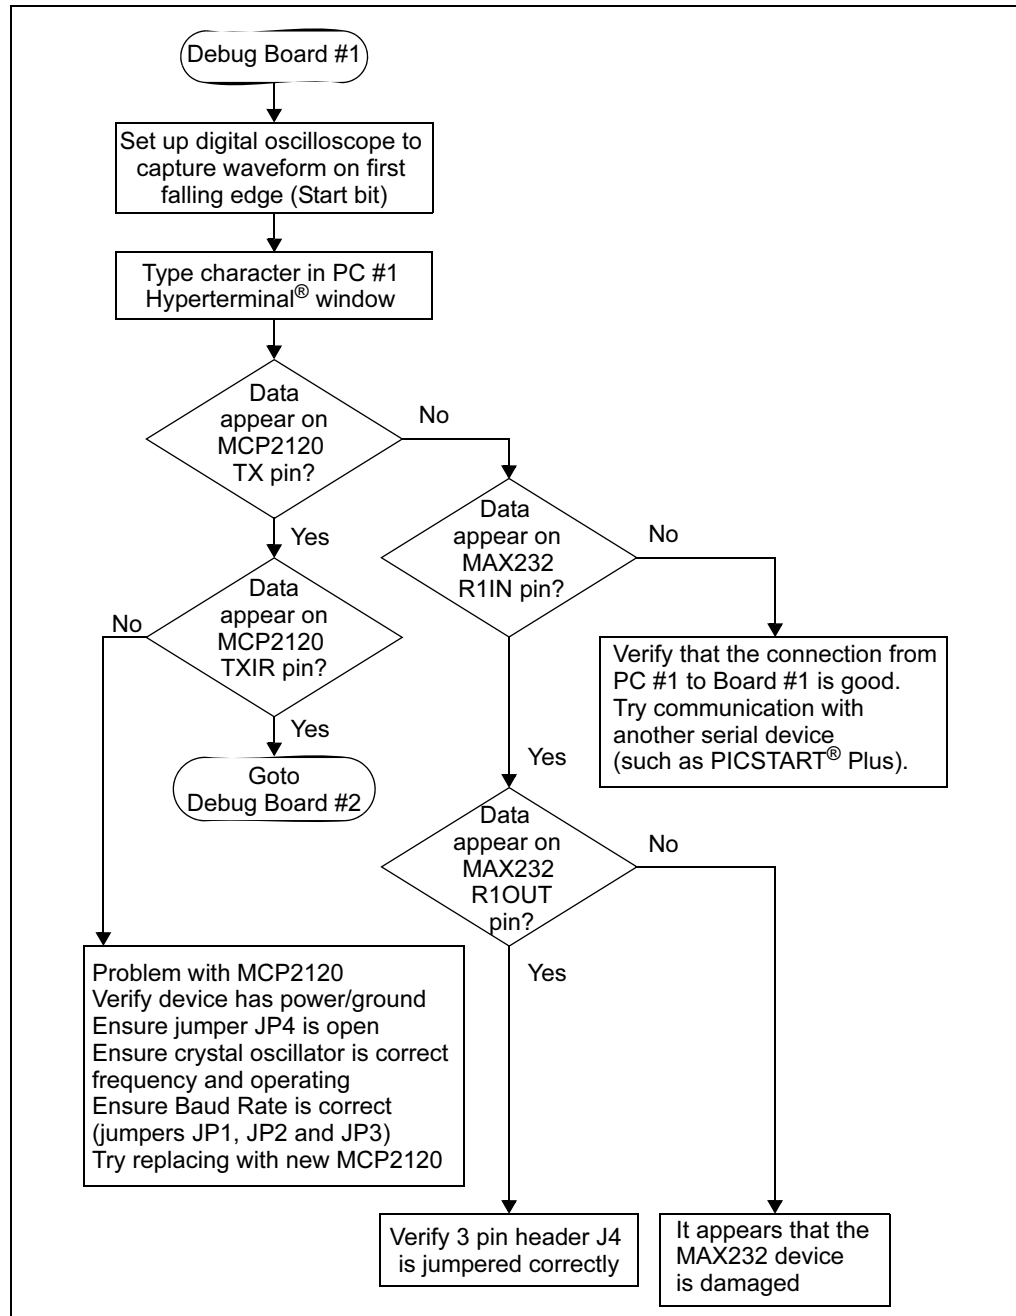 Debug Board #1
Set up digital oscilloscope to
capture waveform on first
falling edge (Start bit)
Type character in PC #1
Hyperterminal® window
Data
appear on
MCP2120
TX pin?
No
Yes
Data
appear on
MAX232
R1IN pin?
No
Data
appear on
MCP2120
TXIR pin?
No
Yes
Verify that the connection from
PC #1 to Board #1 is good.
Try communication with
another serial device
(such as PICSTART® Plus).
Goto
Debug Board #2
Yes
Data
appear on
MAX232
R1OUT
pin?
No
Yes
Problem with MCP2120
Verify device has power/ground
Ensure jumper JP4 is open
Ensure crystal oscillator is correct
frequency and operating
Ensure Baud Rate is correct
(jumpers JP1, JP2 and JP3)
Try replacing with new MCP2120
Verify 3 pin header J4
is jumpered correctly
It appears that the
MAX232 device
is damaged